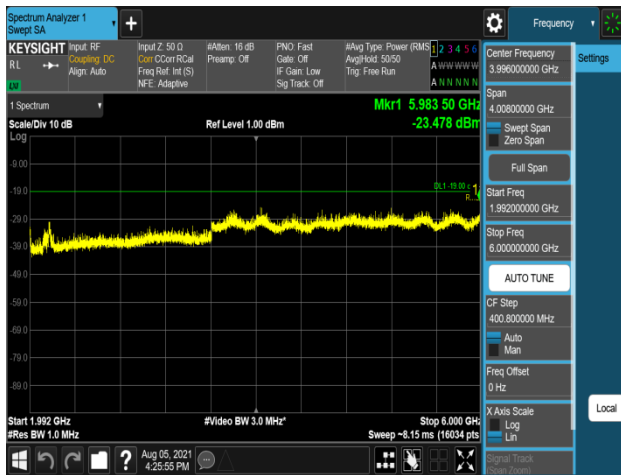 Spectrum Analyzer 1
Swept SA
Frequency
KEYSIGHT
RL
Input: RF
Coupling: DC
Align: Auto
Input Z: 50 Ω
Corr CCorr RCal
Freq Ref: Int (S)
NFE: Adaptive
#Atten: 16 dB
Preamp: Off
PNO: Fast
Gate: Off
IF Gain: Low
Sig Track: Off
#Avg Type: Power (RMS
Avg|Hold: 50/50
Trig: Free Run
1 2 3 4 5 6
A W W W W W
A N N N N N
1 Spectrum
Scale/Div 10 dB
Log
Ref Level 1.00 dBm
Mkr1 5.983 50 GHz
-23.478 dBm
DL1 -19.00 
1
R
-9.00
-19.0
-29.0
-39.0
-49.0
-59.0
-69.0
-79.0
-89.0
Start 1.992 GHz
#Res BW 1.0 MHz
#Video BW 3.0 MHz*
Stop 6.000 GHz
Sweep ~8.15 ms (16034 pts
Aug 05, 2021
4:25:55 PM
Center Frequency
3.996000000 GHz
Settings
Span
4.00800000 GHz
Swept Span
Zero Span
Full Span
Start Freq
1.992000000 GHz
Stop Freq
6.000000000 GHz
AUTO TUNE
CF Step
400.800000 MHz
Auto
Man
Freq Offset
0 Hz
X Axis Scale
Log
Lin
Local
Signal Track
(Span Zoom)